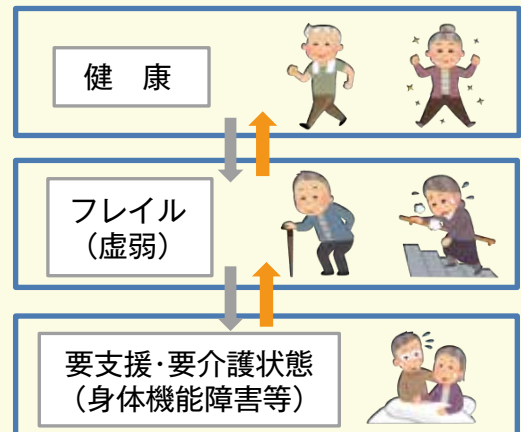 健　康
フレイル
（虚弱）
要支援・要介護状態
（身体機能障害等）